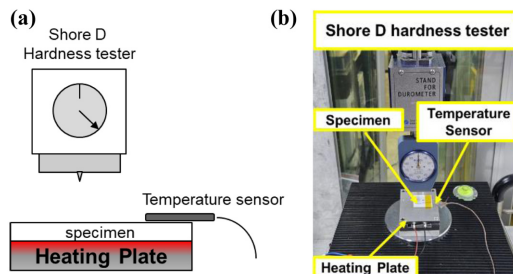 (a)
Shore D
Hardness tester
Temperature sensor
specimen
Heating Plate
(b)
Shore D hardness tester
STAND
FOR
DUROMETER
Specimen
Temperature
Sensor
Heating Plate